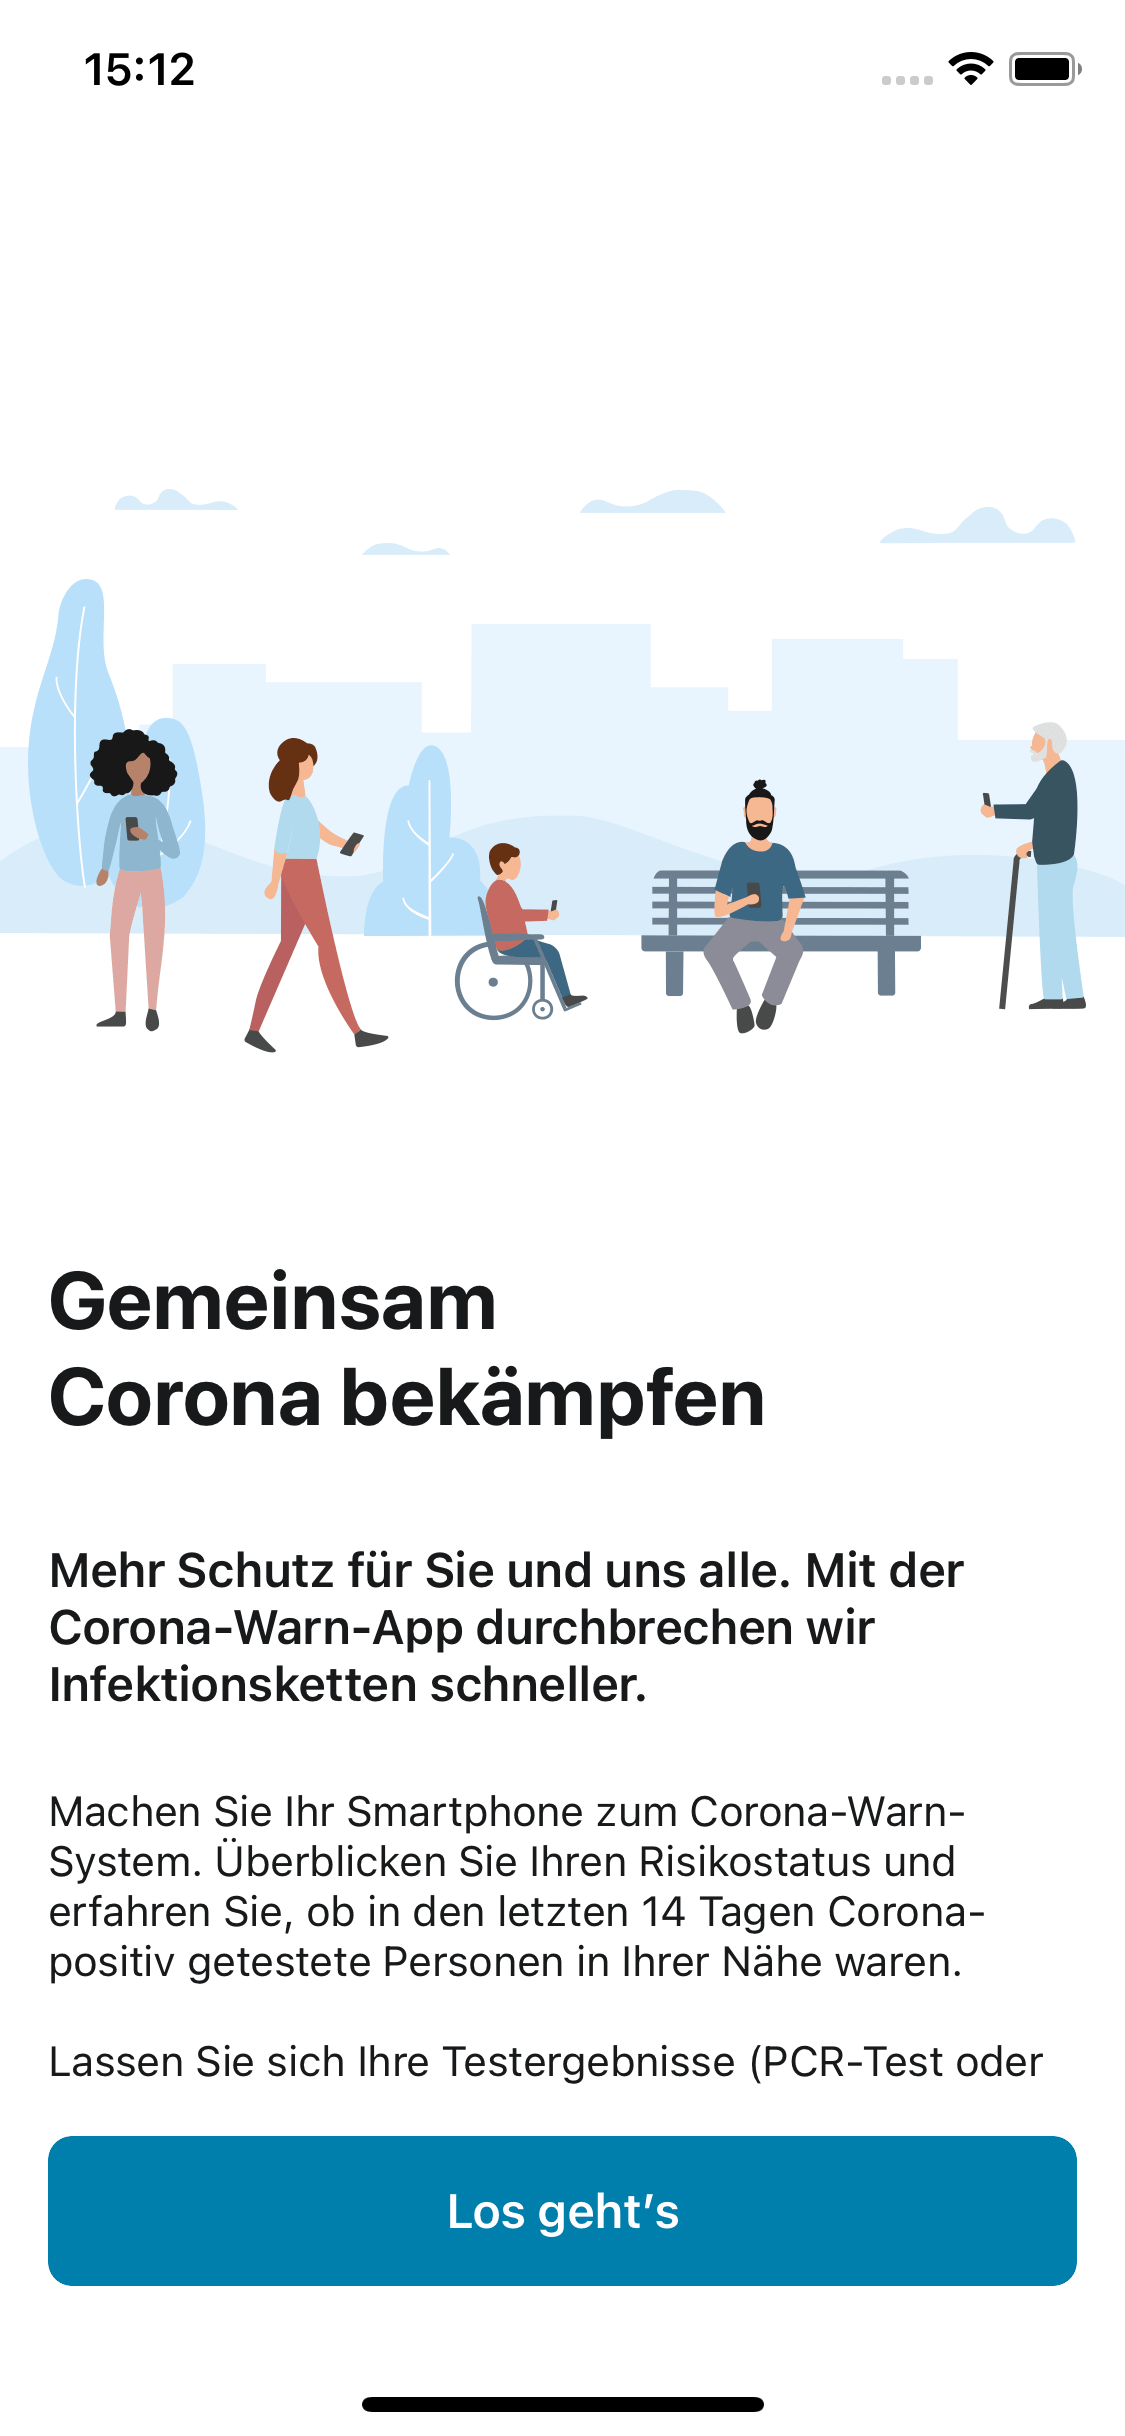 15:12
Gemeinsam
Corona bekämpfen
Mehr Schutz für Sie und uns alle. Mit der
Corona-Warn-App durchbrechen wir
Infektionsketten schneller.
Machen Sie Ihr Smartphone zum Corona-Warn-
System. Überblicken Sie Ihren Risikostatus und
erfahren Sie, ob in den letzten 14 Tagen Corona-
positiv getestete Personen in Ihrer Nähe waren.
Lassen Sie sich Ihre Testergebnisse (PCR-Test oder
Los geht’s